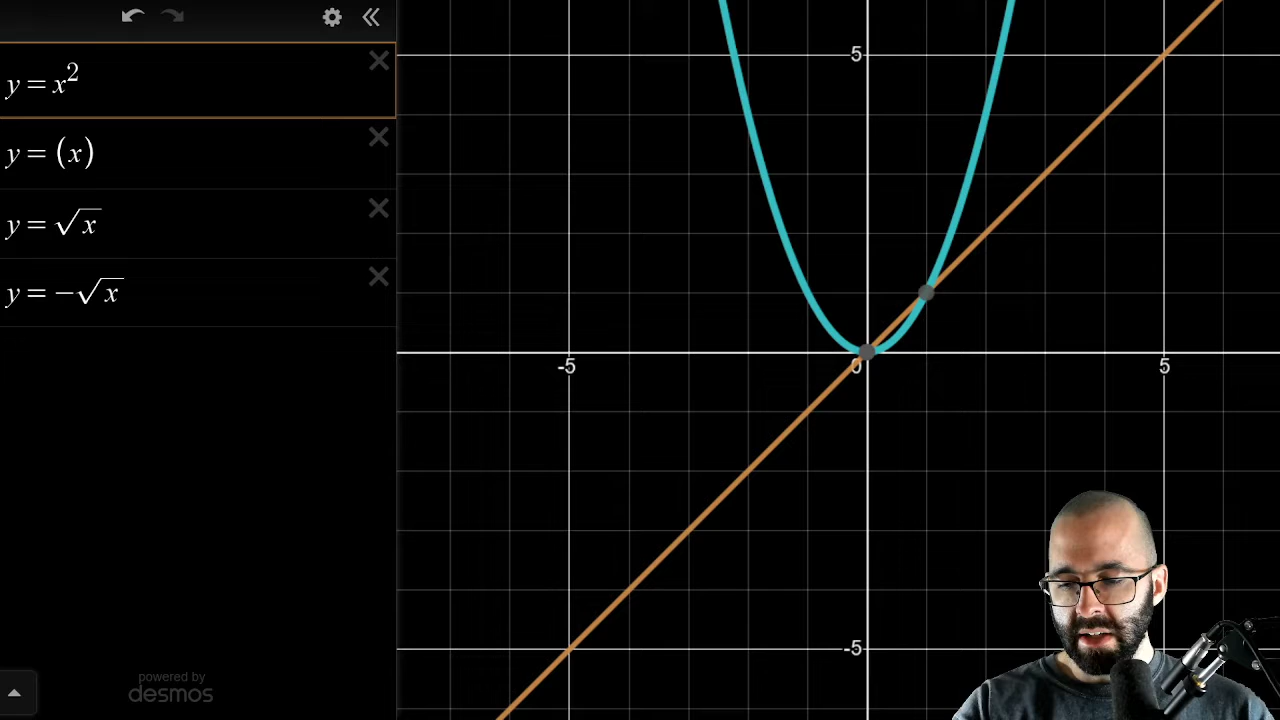 y = x²
y = (x)
y = √x
y = −√x
powered by
desmos
5
-5
0
5
-5